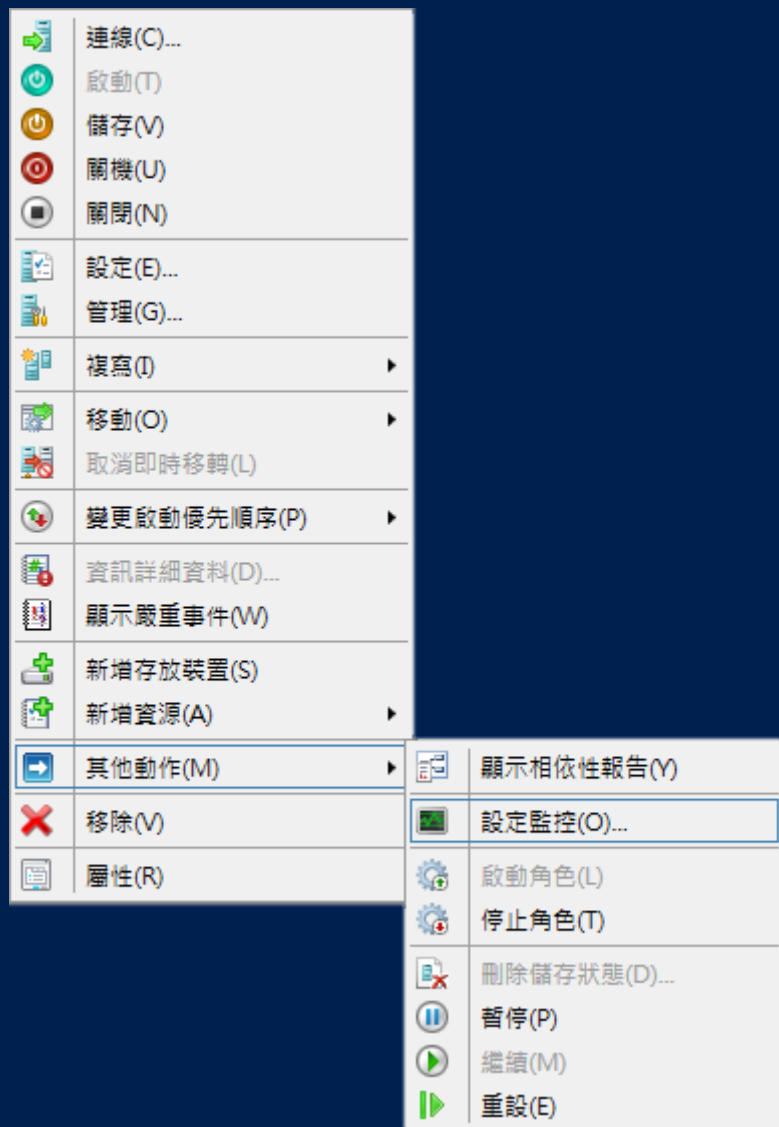 連線(C)...
啟動(T)
儲存(V)
關機(U)
關閉(N)
設定(E)...
管理(G)...
複寫(I)
移動(O)
取消即時移轉(L)
變更啟動優先順序(P)
資訊詳細資料(D)...
顯示嚴重事件(W)
新增存放裝置(S)
新增資源(A)
其他動作(M)
移除(V)
屬性(R)
顯示相依性報告(Y)
設定監控(O)...
啟動角色(L)
停止角色(T)
刪除儲存狀態(D)...
暫停(P)
繼續(M)
重設(E)